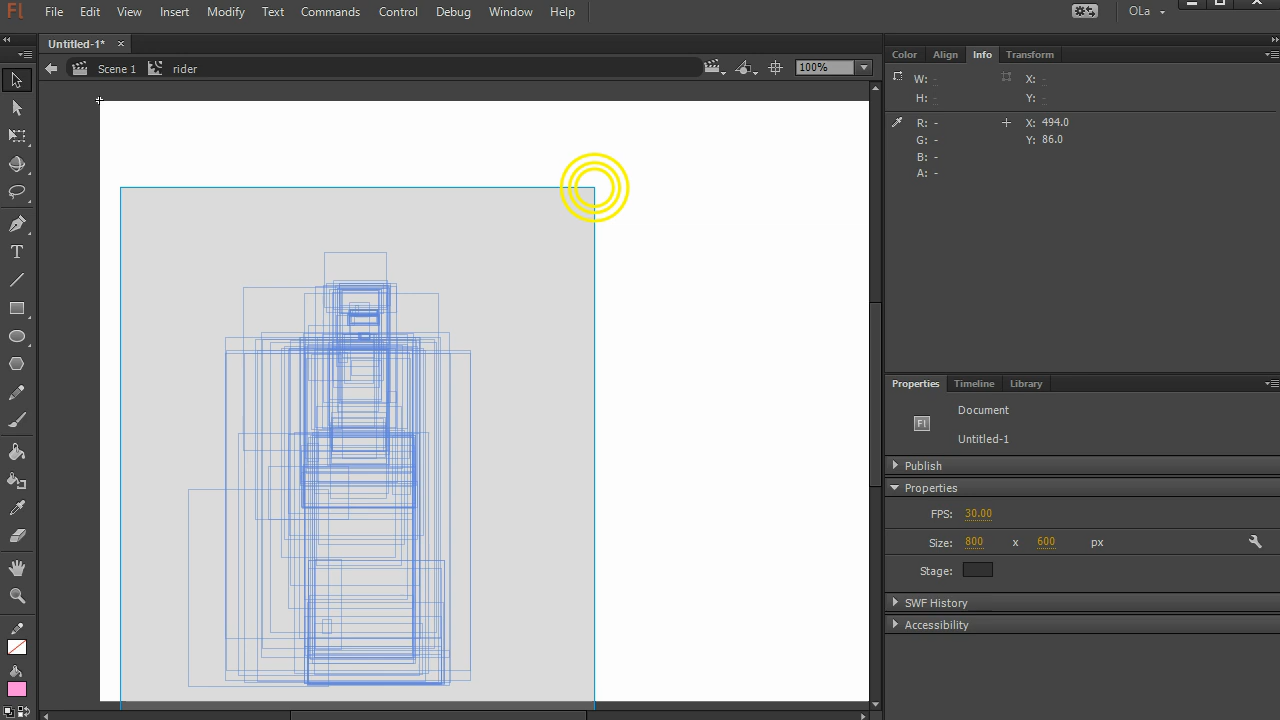 Fl File Edit View Insert Modify Text Commands Control Debug Window Help OLa
Untitled-1* ×
Scene 1 rider 100%
Color Align Info Transform
W: - X: -
H: - Y: -
R: - X: 494.0
G: - Y: 86.0
B: -
A: -
T
Properties Timeline Library
Document
Fl
Untitled-1
Publish
Properties
FPS: 30.00
Size: 800 x 600 px
Stage:
SWF History
Accessibility